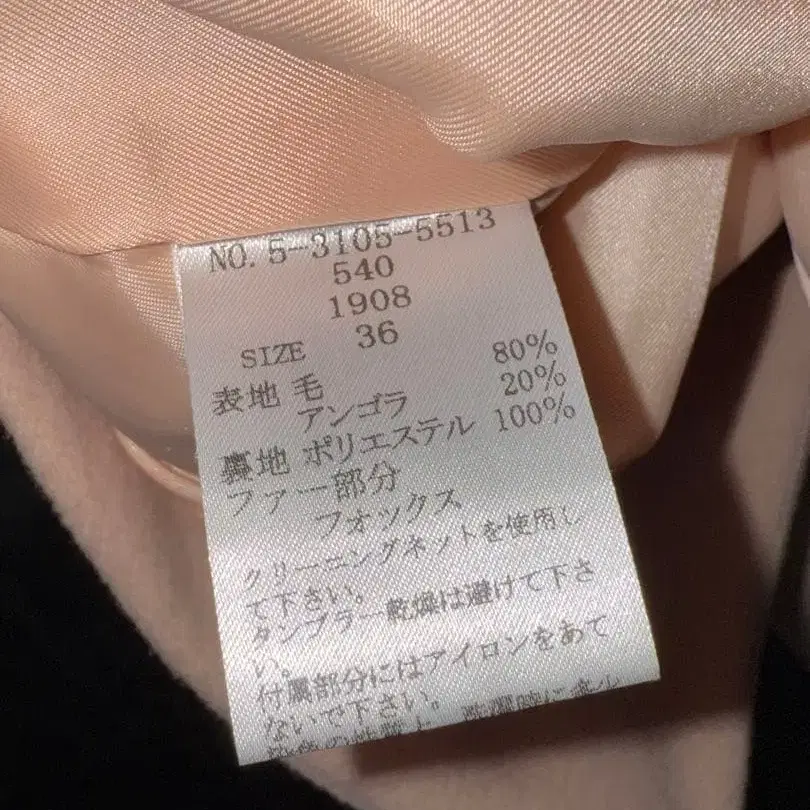 NO. 5-3105-5513
540
1908
SIZE 36
表地 毛 80%
アンゴラ 20%
裏地 ポリエステル 100%
ファー部分
フオックス
クリーニングネットを使用し
て下さい。
タンブラー乾燥は避けて下さ
い。
付属部分にはアイロンをあて
ないで下さい。